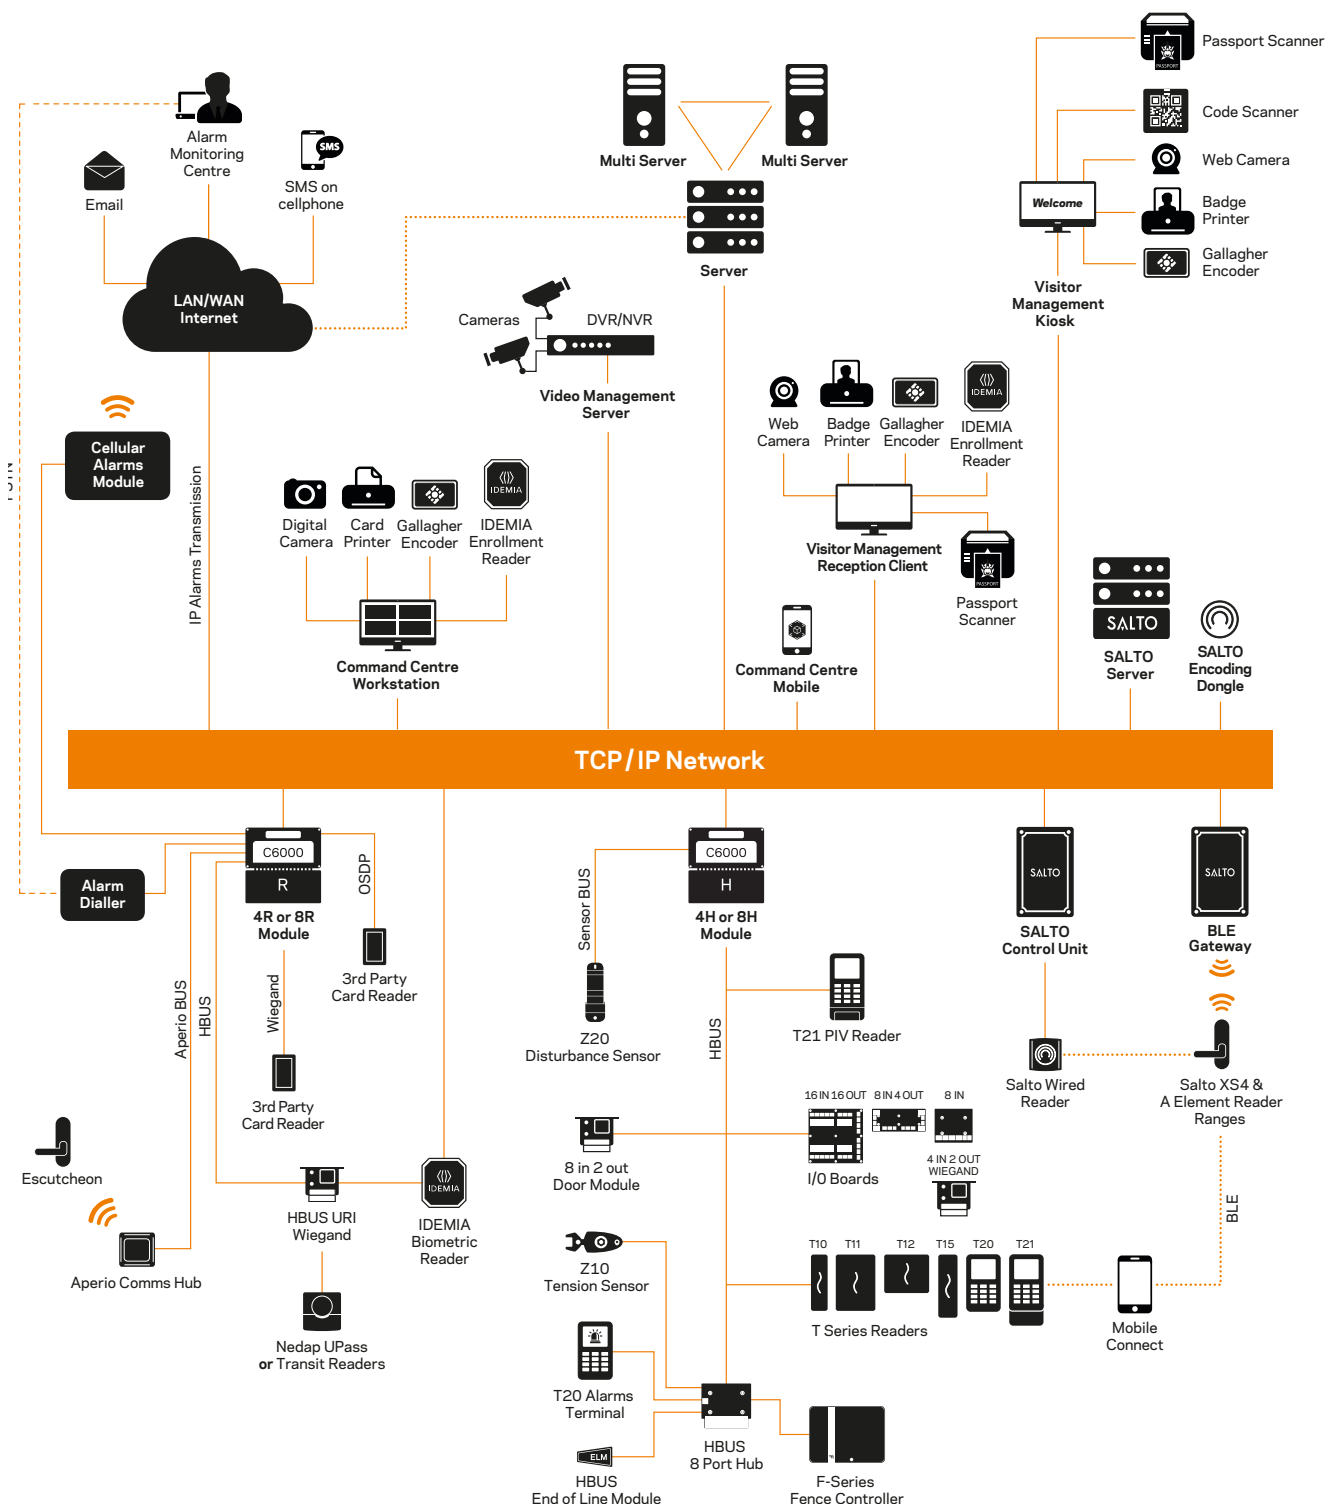 Passport Scanner
PASSPORT
Code Scanner
Web Camera
Badge
Printer
Gallagher
Encoder
Welcome
Visitor
Management
Kiosk
Alarm
Monitoring
Centre
Email
SMS
SMS on
cellphone
LAN/WAN
Internet
Multi Server
Multi Server
Server
Cameras
DVR/NVR
Video Management
Server
Cellular
Alarms
Module
IP Alarms Transmission
Digital
Camera
Card
Printer
Gallagher
Encoder
IDEMIA
IDEMIA
Enrollment
Reader
Command Centre
Workstation
Web
Camera
Badge
Printer
Gallagher
Encoder
IDEMIA
IDEMIA
Enrollment
Reader
Visitor Management
Reception Client
PASSPORT
Passport
Scanner
Command Centre
Mobile
SALTO
SALTO
Server
SALTO
Encoding
Dongle
TCP/IP Network
C6000
R
4R or 8R
Module
Alarm
Dialler
OSDP
3rd Party
Card Reader
Aperio BUS
HBUS
Wiegand
3rd Party
Card Reader
Escutcheon
Aperio Comms Hub
HBUS URI
Wiegand
IDEMIA
IDEMIA
Biometric
Reader
Nedap UPass
or Transit Readers
C6000
H
4H or 8H
Module
Sensor BUS
Z20
Disturbance Sensor
HBUS
T21 PIV Reader
8 in 2 out
Door Module
16 IN 16 OUT
8 IN 4 OUT
8 IN
4 IN 2 OUT
WIEGAND
I/O Boards
Z10
Tension Sensor
T10
T11
T12
T15
T20
T21
T Series Readers
T20 Alarms
Terminal
ELM
HBUS
End of Line Module
HBUS
8 Port Hub
F-Series
Fence Controller
SALTO
SALTO
Control Unit
SALTO
BLE
Gateway
Salto Wired
Reader
Salto XS4 &
A Element Reader
Ranges
BLE
Mobile
Connect